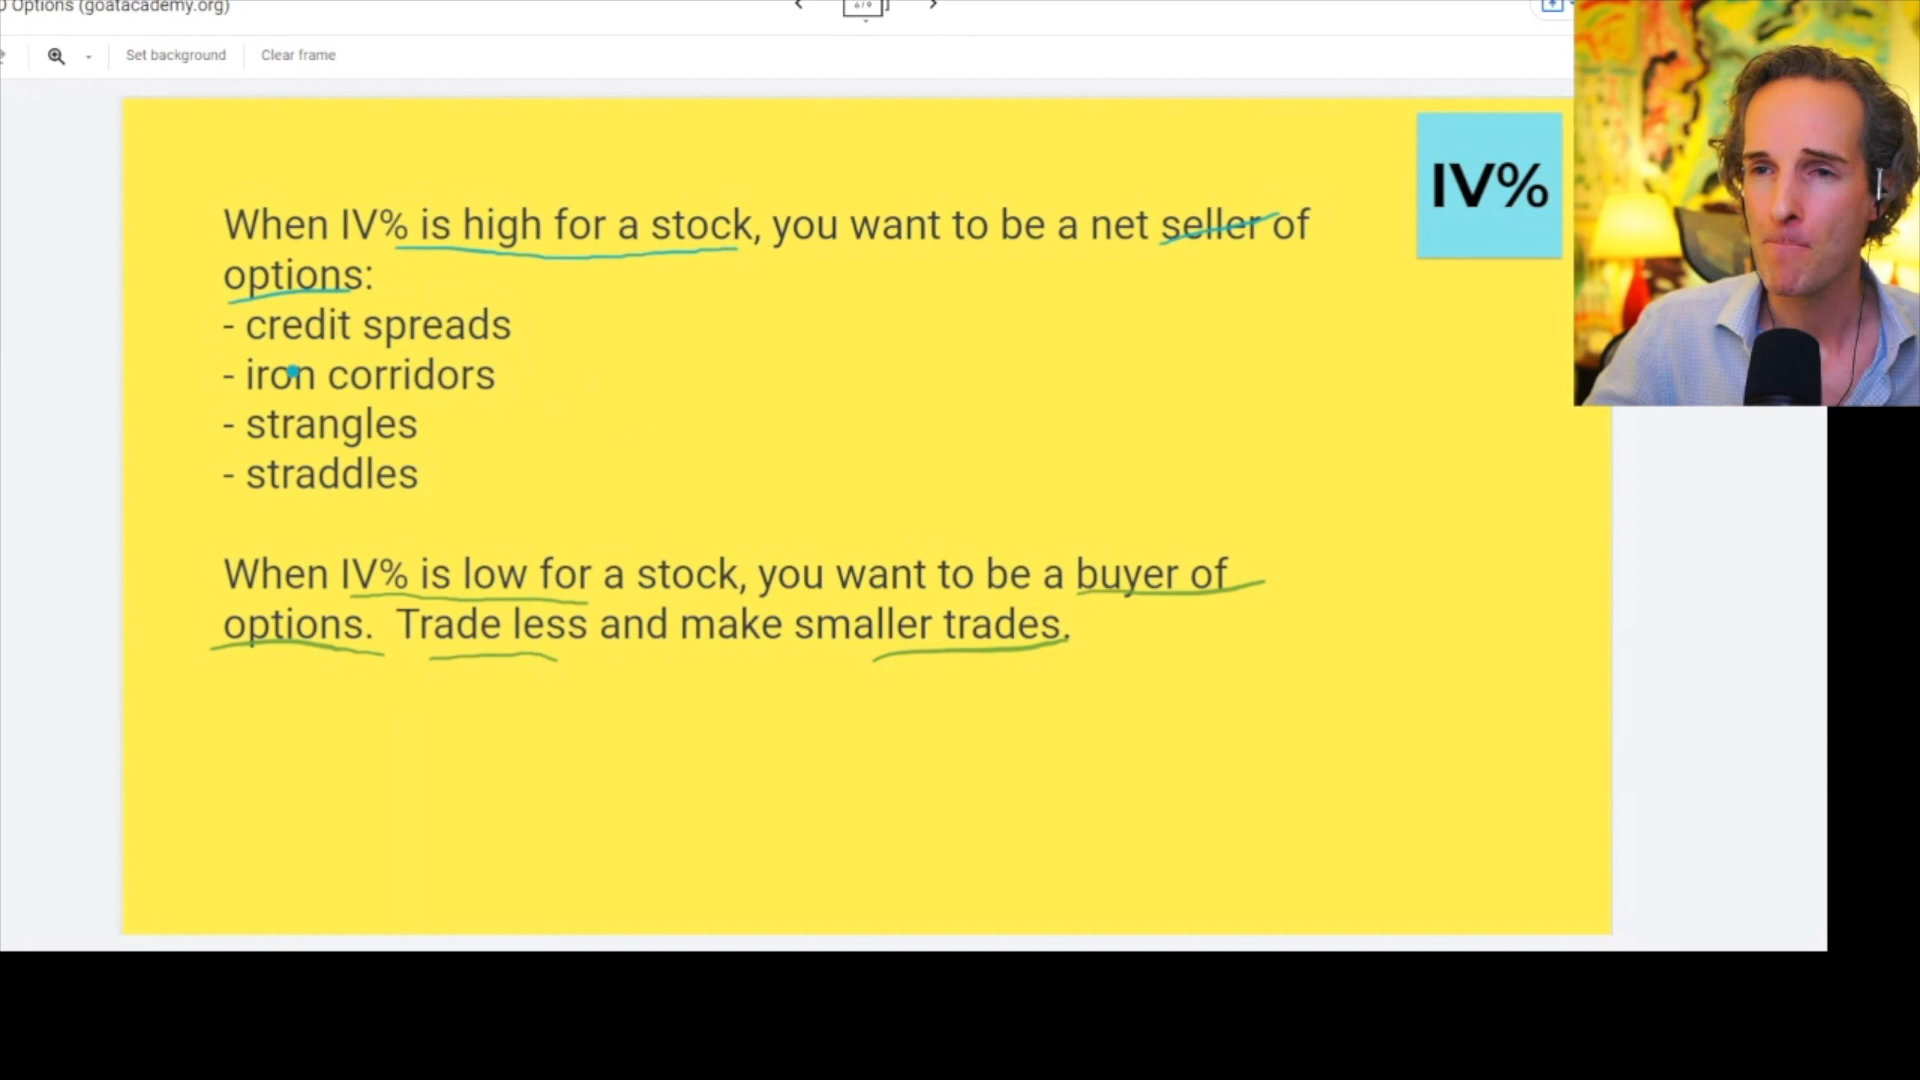 Options (goatacademy.org)
6/9
Set background
Clear frame
IV%
When IV% is high for a stock, you want to be a net seller of
options:
- credit spreads
- iron corridors
- strangles
- straddles
When IV% is low for a stock, you want to be a buyer of
options. Trade less and make smaller trades.